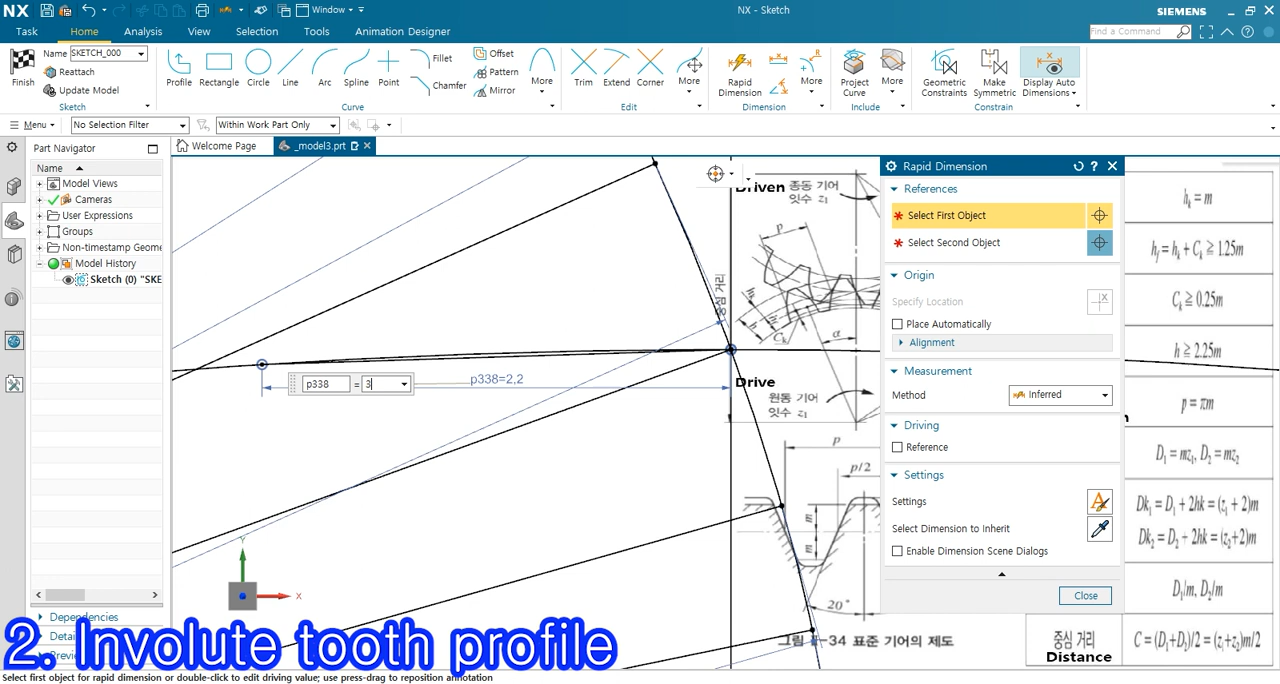 NX
Window
NX - Sketch
SIEMENS
Task
Home
Analysis
View
Selection
Tools
Animation Designer
Find a Command
Finish
Name SKETCH_000
Reattach
Update Model
Sketch
Profile
Rectangle
Circle
Line
Arc
Spline
Point
Fillet
Chamfer
Offset
Pattern
Mirror
More
Curve
Trim
Extend
Corner
More
Edit
Rapid
Dimension
More
Dimension
Project
Curve
More
Include
Geometric
Constraints
Make
Symmetric
Display Auto
Dimensions
Constrain
Menu
No Selection Filter
Within Work Part Only
Part Navigator
Welcome Page
_model3.prt
Name
Model Views
Cameras
User Expressions
Groups
Non-timestamp Geome
Model History
Sketch (0) "SKE
Dependencies
p338 = 3
p338=2,2
Y
X
Driven 종동 기어
잇수 z₁
p
hk
h
Ck
α
중심 거리
Drive
원동 기어
잇수 z₁
p
p/2
m
m
20°
표준 기어의 제도
Rapid Dimension
References
* Select First Object
* Select Second Object
Origin
Specify Location
Place Automatically
Alignment
Measurement
Method
Inferred
Driving
Reference
Settings
Settings
Select Dimension to Inherit
Enable Dimension Scene Dialogs
Close
hk = m
hf = hk + Ck ≧ 1.25m
Ck ≧ 0.25m
h ≧ 2.25m
p = πm
D₁ = mz₁, D₂ = mz₂
Dk₁ = D₁ + 2hk = (z₁ + 2)m
Dk₂ = D₂ + 2hk = (z₂+2)m
D₁/m, D₂/m
중심 거리
Distance
C = (D₁+D₂)/2 = (z₁+z₂)m/2
2. Involute tooth profile
Select first object for rapid dimension or double-click to edit driving value; use press-drag to reposition annotation